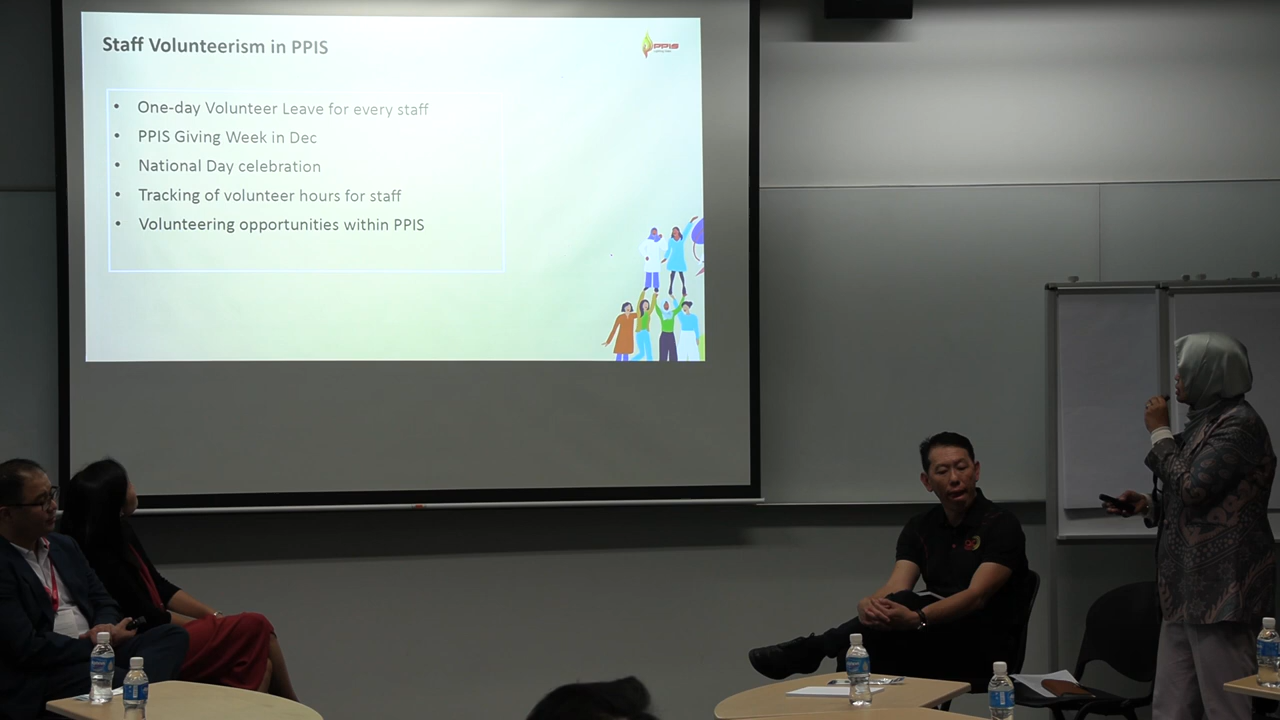 Staff Volunteerism in PPIS
PPIS
• One-day Volunteer Leave for every staff
• PPIS Giving Week in Dec
• National Day celebration
• Tracking of volunteer hours for staff
• Volunteering opportunities within PPIS